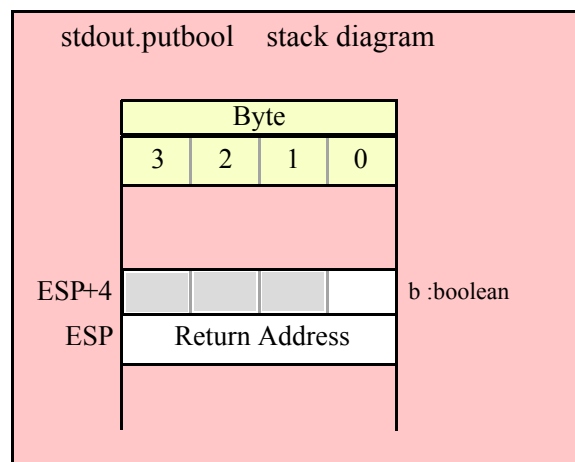 stdout.putbool stack diagram
Byte
3 2 1 0
ESP+4 b :boolean
ESP Return Address